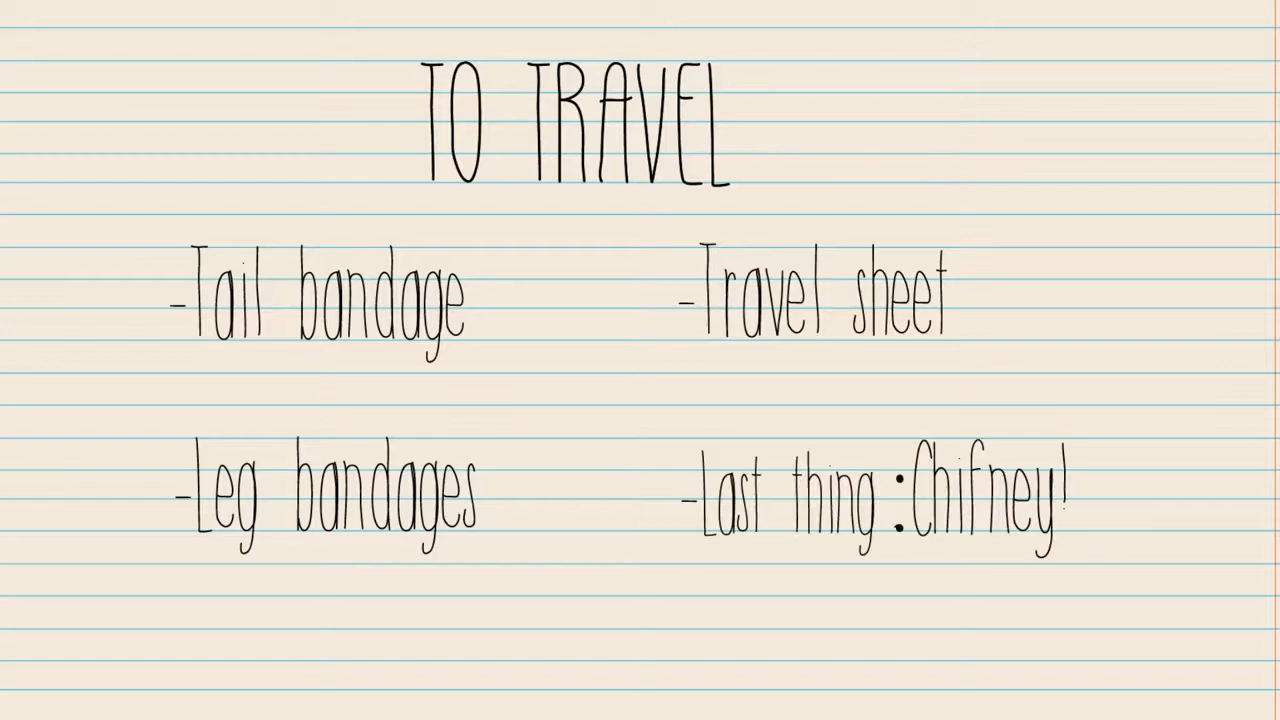 TO TRAVEL
-Tail bandage
-Travel sheet
-Leg bandages
-Last thing :Chifney!